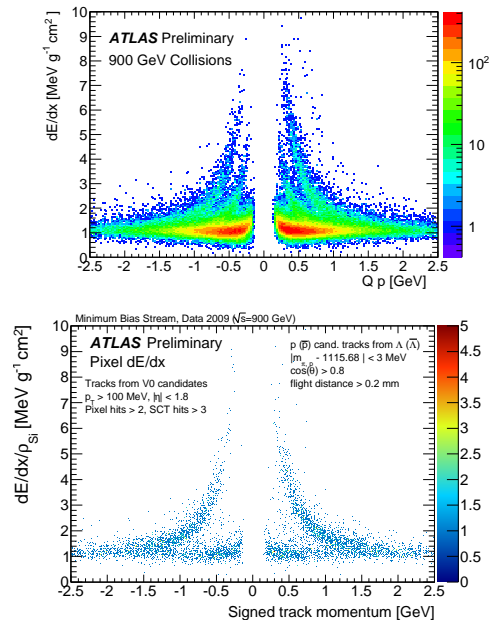 ATLAS Preliminary
900 GeV Collisions
dE/dx [MeV g⁻¹ cm²]
10
9
8
7
6
5
4
3
2
1
0
-2.5 -2 -1.5 -1 -0.5 0 0.5 1 1.5 2 2.5
Q p [GeV]
10²
10
1
Minimum Bias Stream, Data 2009 (√s=900 GeV)
ATLAS Preliminary
Pixel dE/dx
Tracks from V0 candidates
p_T > 100 MeV, |η| < 1.8
Pixel hits > 2, SCT hits > 3
p (p̅) cand. tracks from Λ (Λ̅)
|m_π, p - 1115.68| < 3 MeV
cos(θ) > 0.8
flight distance > 0.2 mm
dE/dx/ρ_Si [MeV g⁻¹ cm²]
10
9
8
7
6
5
4
3
2
1
0
-2.5 -2 -1.5 -1 -0.5 0 0.5 1 1.5 2 2.5
Signed track momentum [GeV]
5
4.5
4
3.5
3
2.5
2
1.5
1
0.5
0